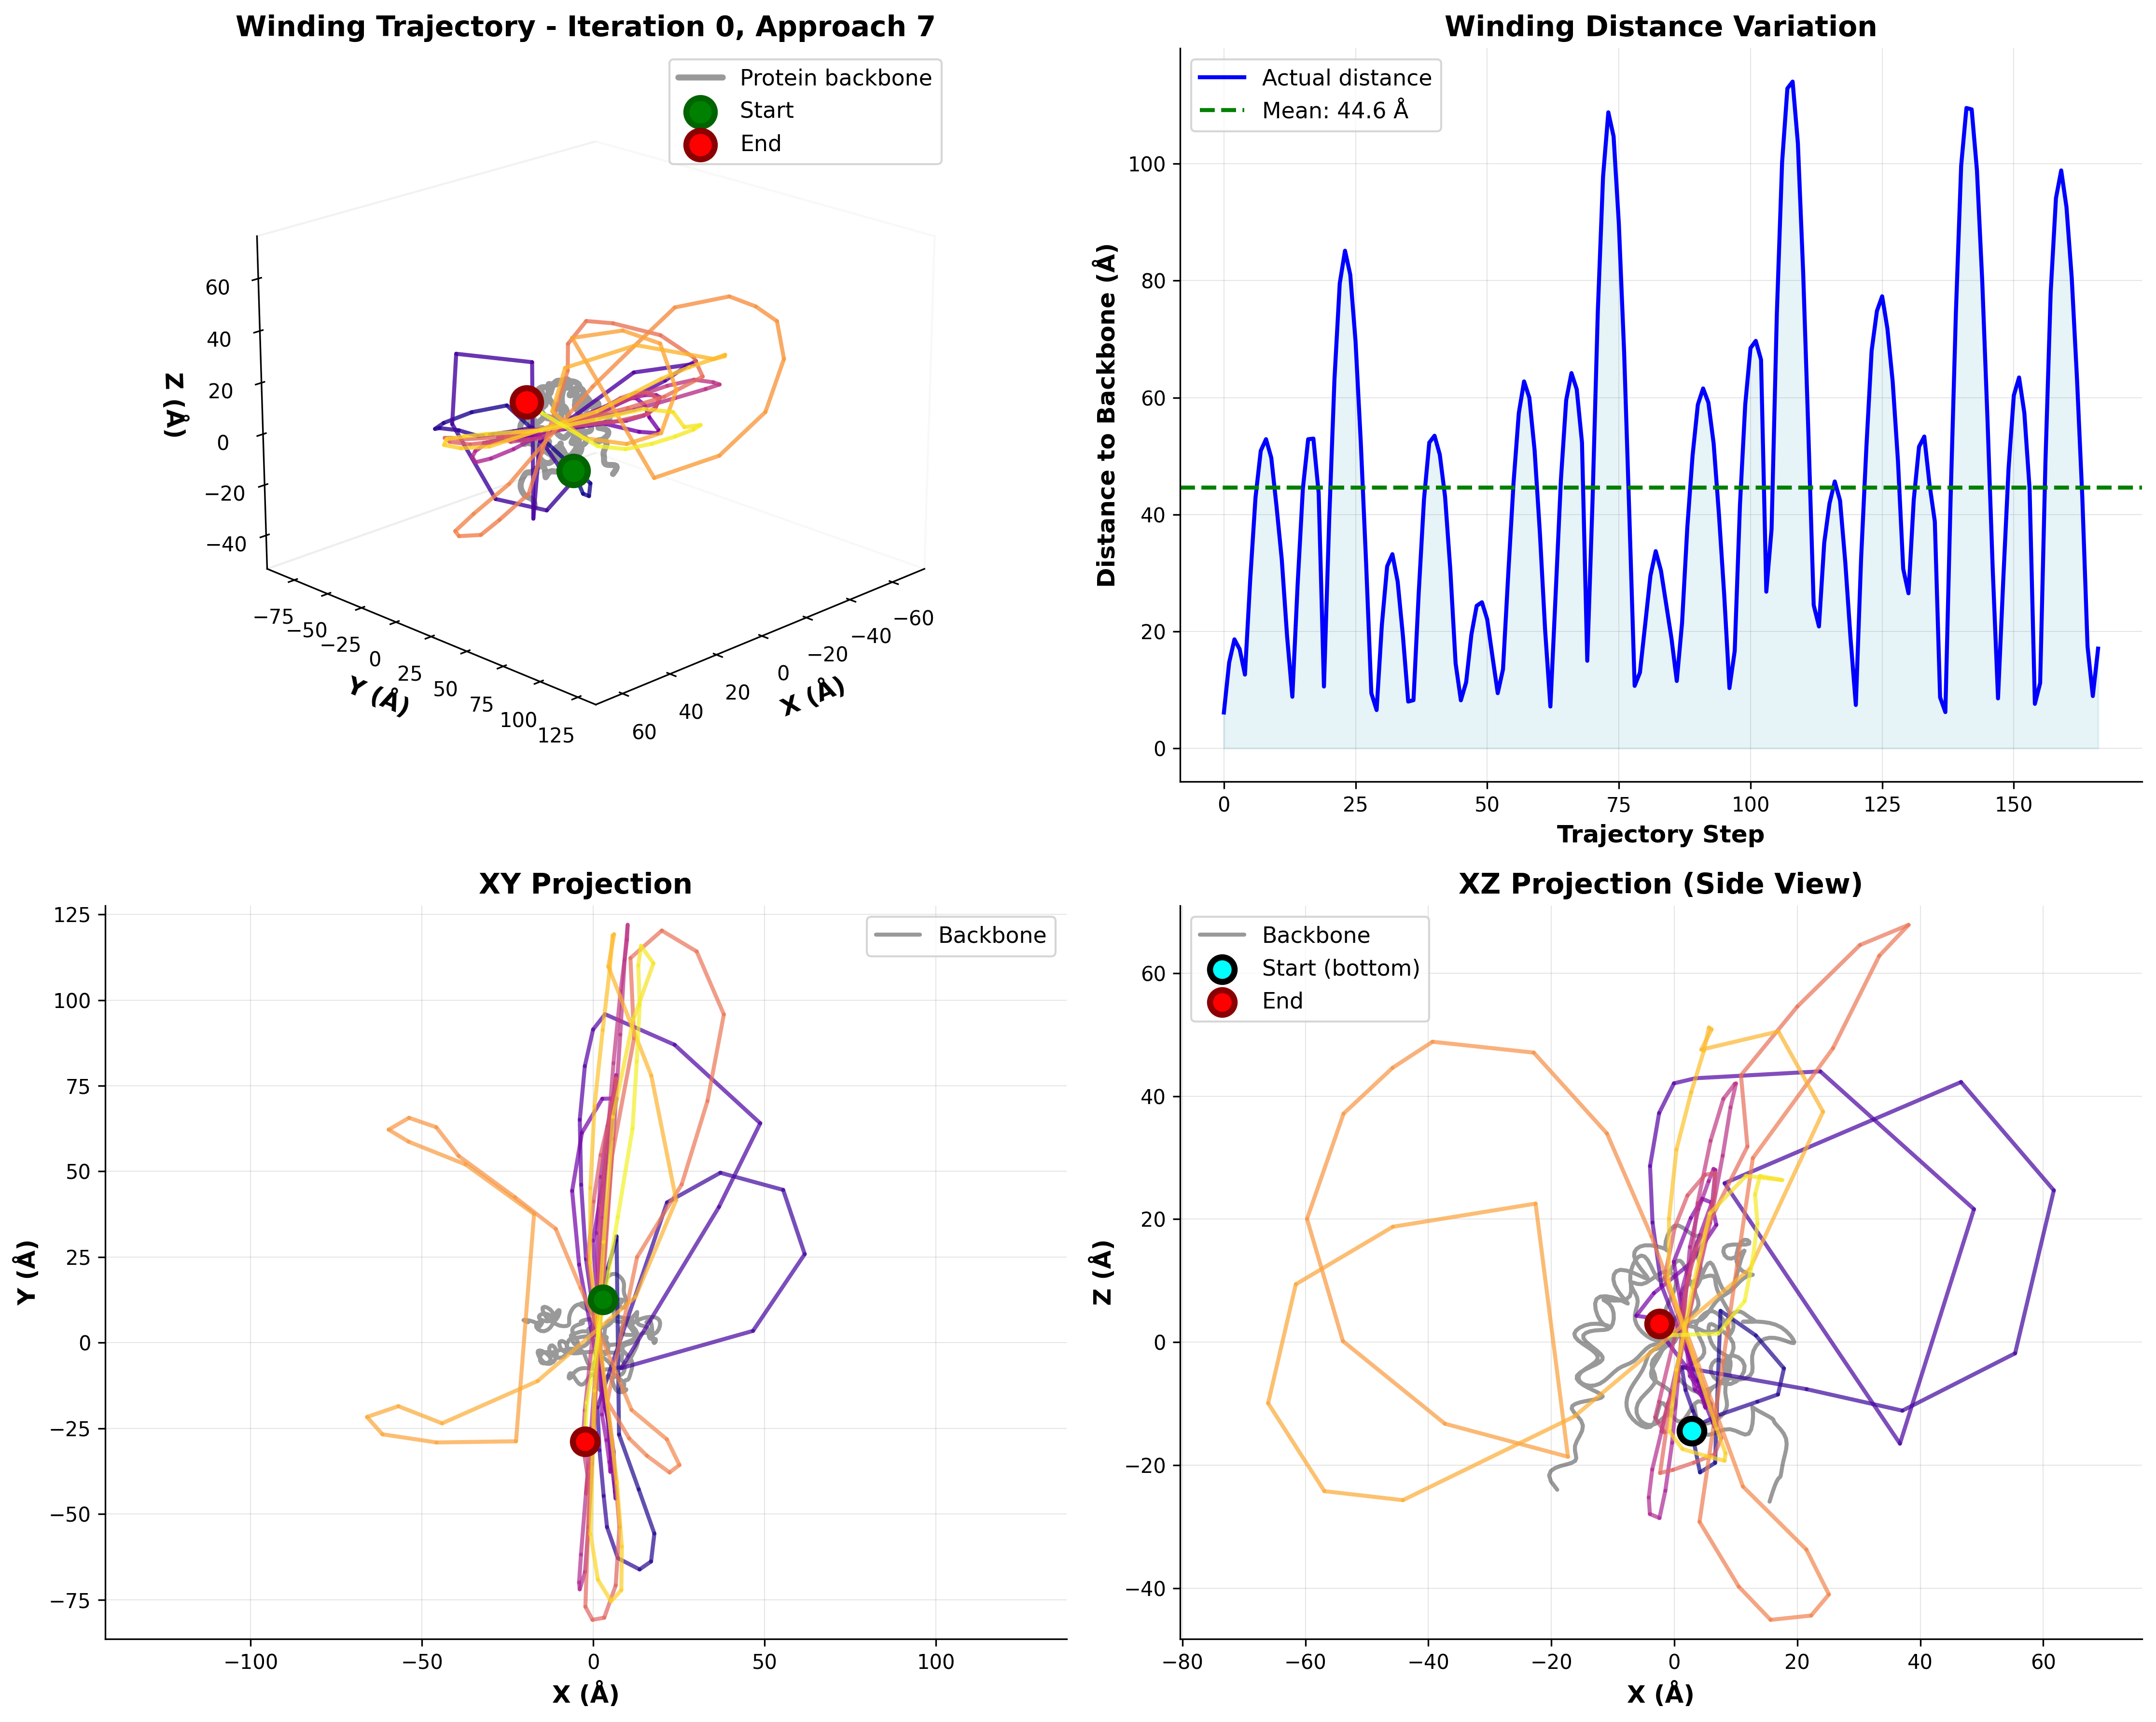 Winding Trajectory - Iteration 0, Approach 7
Protein backbone
Start
End
Z (Å)
60
40
20
0
−20
−40
−75
−50
−25
0
25
50
75
100
125
Y (Å)
60
40
20
0
−20
−40
−60
X (Å)
Winding Distance Variation
Actual distance
Mean: 44.6 Å
Distance to Backbone (Å)
100
80
60
40
20
0
0 25 50 75 100 125 150
Trajectory Step
XY Projection
Backbone
Y (Å)
125
100
75
50
25
0
−25
−50
−75
−100 −50 0 50 100
X (Å)
XZ Projection (Side View)
Backbone
Start (bottom)
End
Z (Å)
60
40
20
0
−20
−40
−80 −60 −40 −20 0 20 40 60
X (Å)